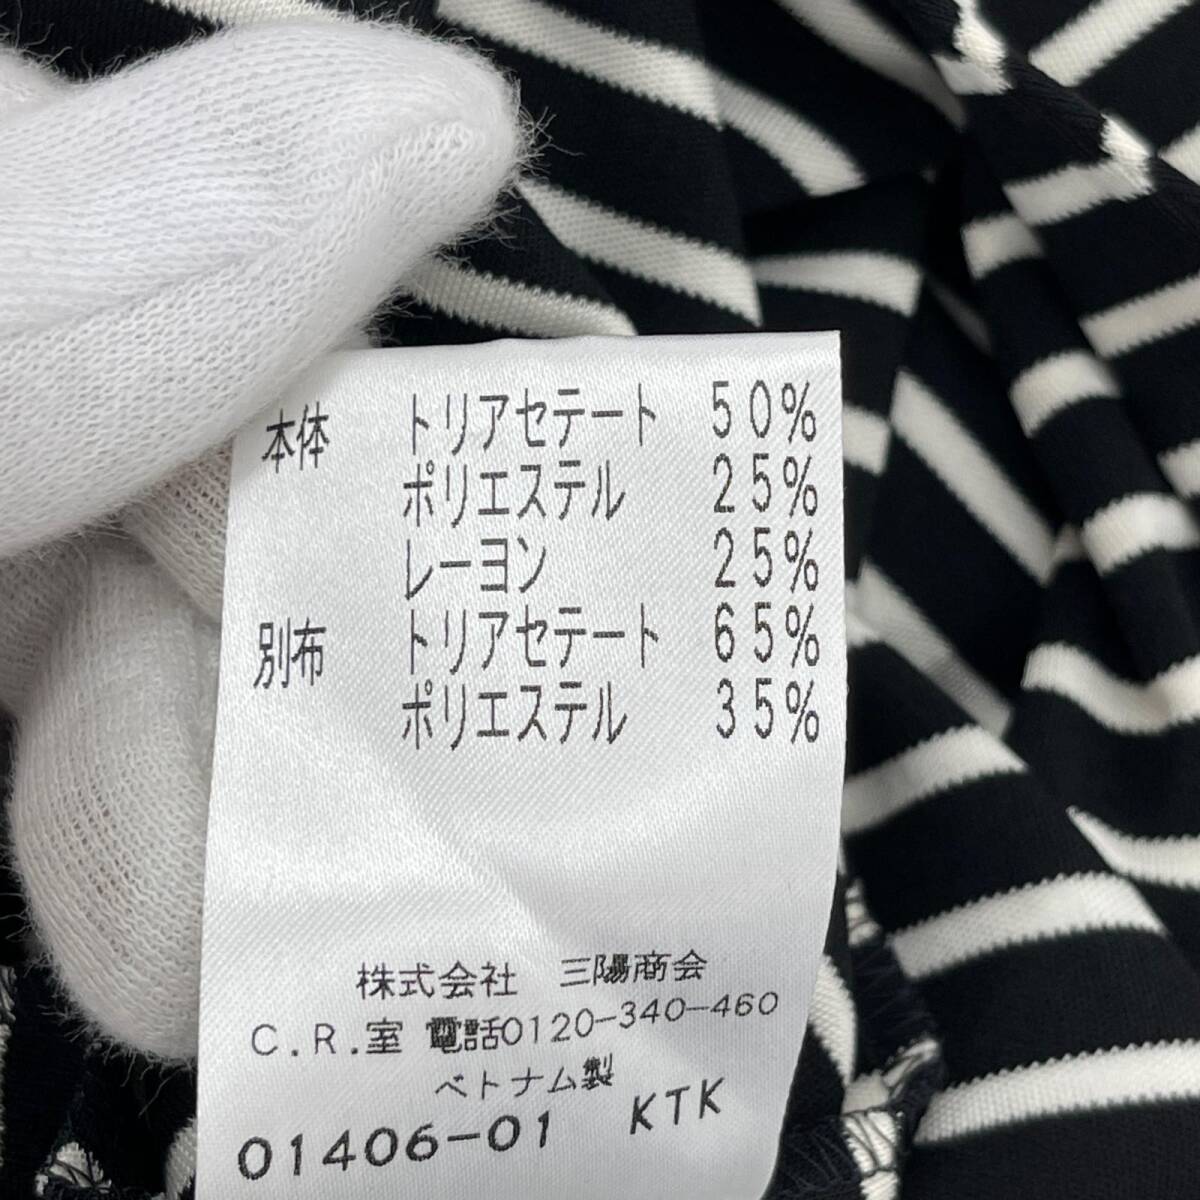 本体 トリアセテート 50%
ポリエステル 25%
レーヨン 25%
別布 トリアセテート 65%
ポリエステル 35%
株式会社 三陽商会
C.R.室 電話0120-340-460
ベトナム製
01406-01 KTK